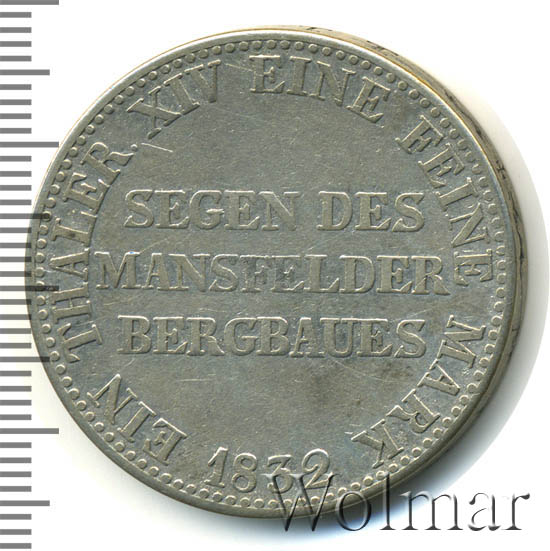 EIN THALER. XIV EINE FEINE MARK
SEGEN DES
MANSFELDER
BERGBAUES
1832
Wolmar